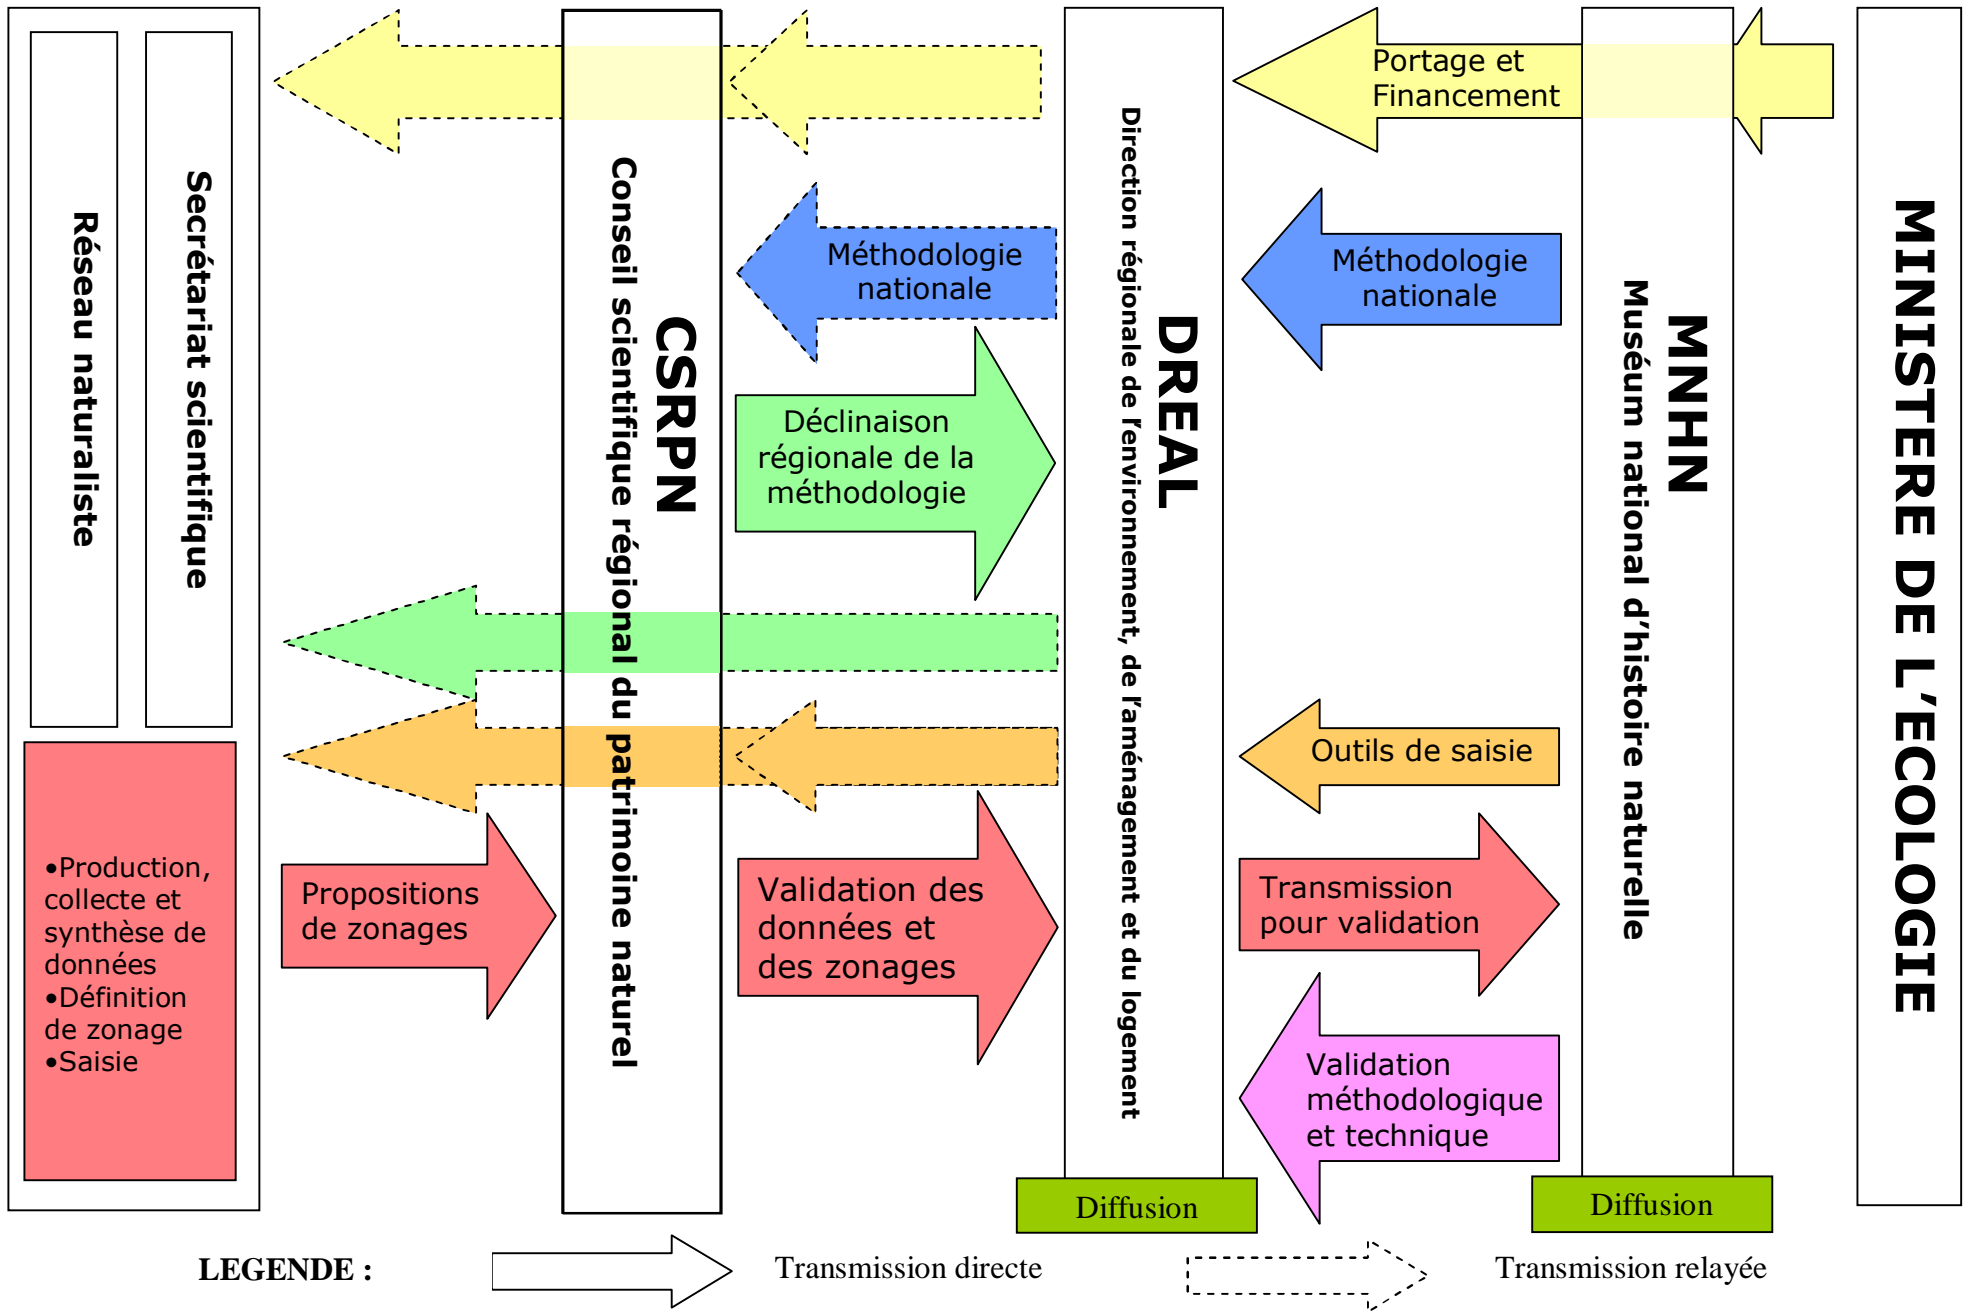 Réseau naturaliste
Secrétariat scientifique
•Production,
collecte et
synthèse de
données
•Définition
de zonage
•Saisie
Propositions
de zonages
CSRPN
Conseil scientifique régional du patrimoine naturel
Méthodologie
nationale
Déclinaison
régionale de la
méthodologie
Validation des
données et
des zonages
DREAL
Direction régionale de l'environnement, de l'aménagement et du logement
Diffusion
Portage et
Financement
Méthodologie
nationale
Outils de saisie
Transmission
pour validation
Validation
méthodologique
et technique
MNHN
Muséum national d'histoire naturelle
Diffusion
MINISTERE DE L'ECOLOGIE
LEGENDE :
Transmission directe
Transmission relayée